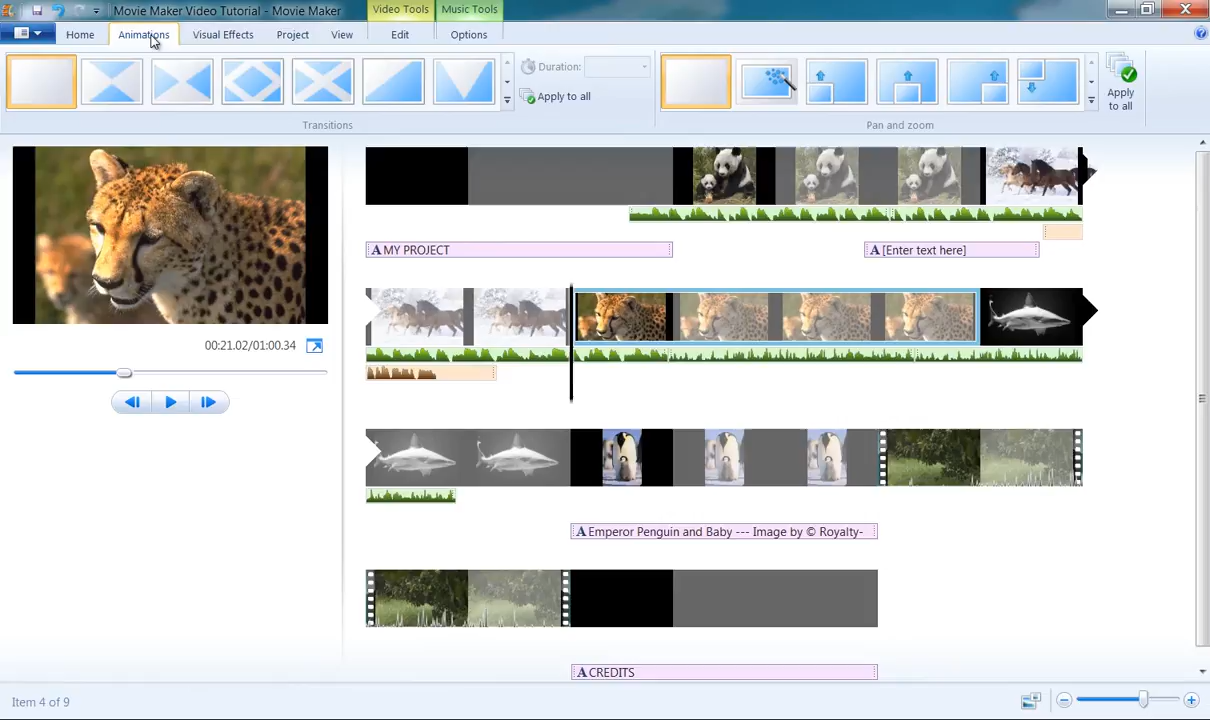 Movie Maker Video Tutorial - Movie Maker
Video Tools
Music Tools
Home
Animations
Visual Effects
Project
View
Edit
Options
Duration:
Apply to all
Transitions
Apply to all
Pan and zoom
00:21.02/01:00.34
A MY PROJECT
A [Enter text here]
A Emperor Penguin and Baby --- Image by © Royalty-
A CREDITS
Item 4 of 9